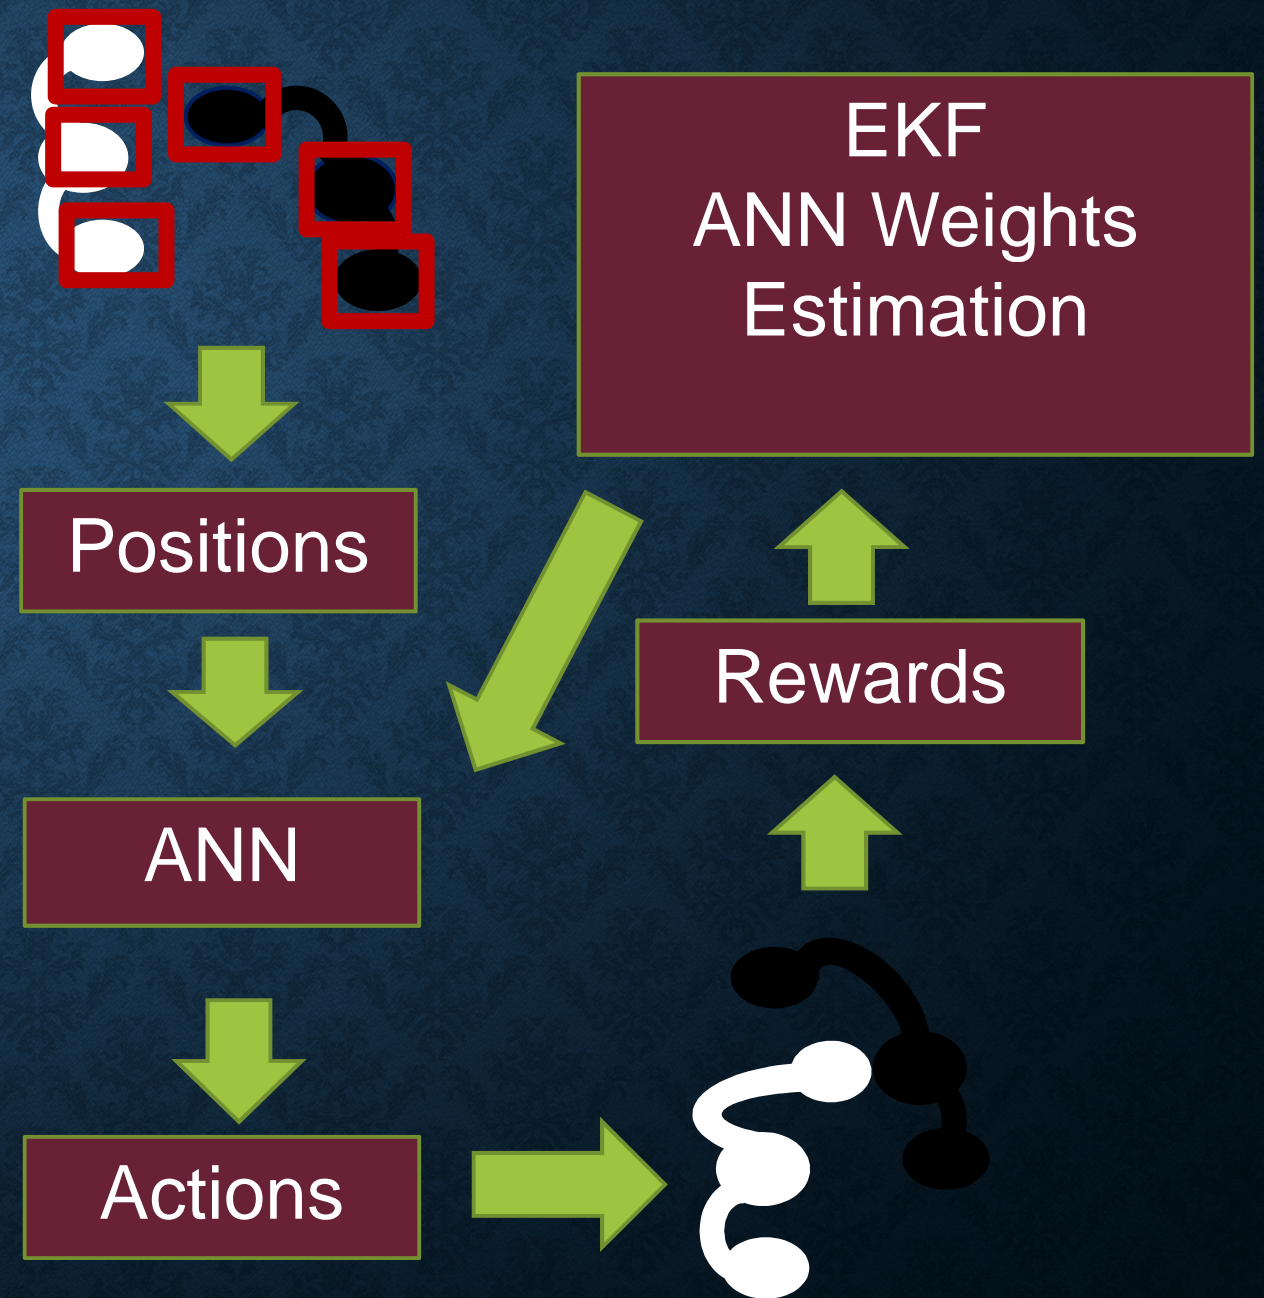 EKF
ANN Weights
Estimation
Positions
Rewards
ANN
Actions